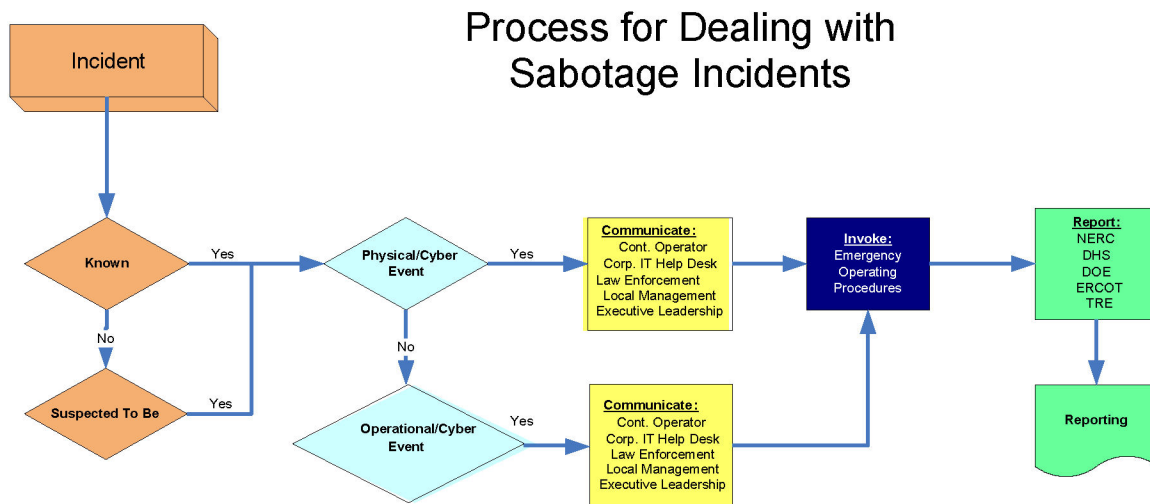 Process for Dealing with
Sabotage Incidents
Incident
Known
Yes
No
Suspected To Be
Yes
Physical/Cyber
Event
Yes
No
Operational/Cyber
Event
Yes
Communicate:
Cont. Operator
Corp. IT Help Desk
Law Enforcement
Local Management
Executive Leadership
Communicate:
Cont. Operator
Corp. IT Help Desk
Law Enforcement
Local Management
Executive Leadership
Invoke:
Emergency
Operating
Procedures
Report:
NERC
DHS
DOE
ERCOT
TRE
Reporting